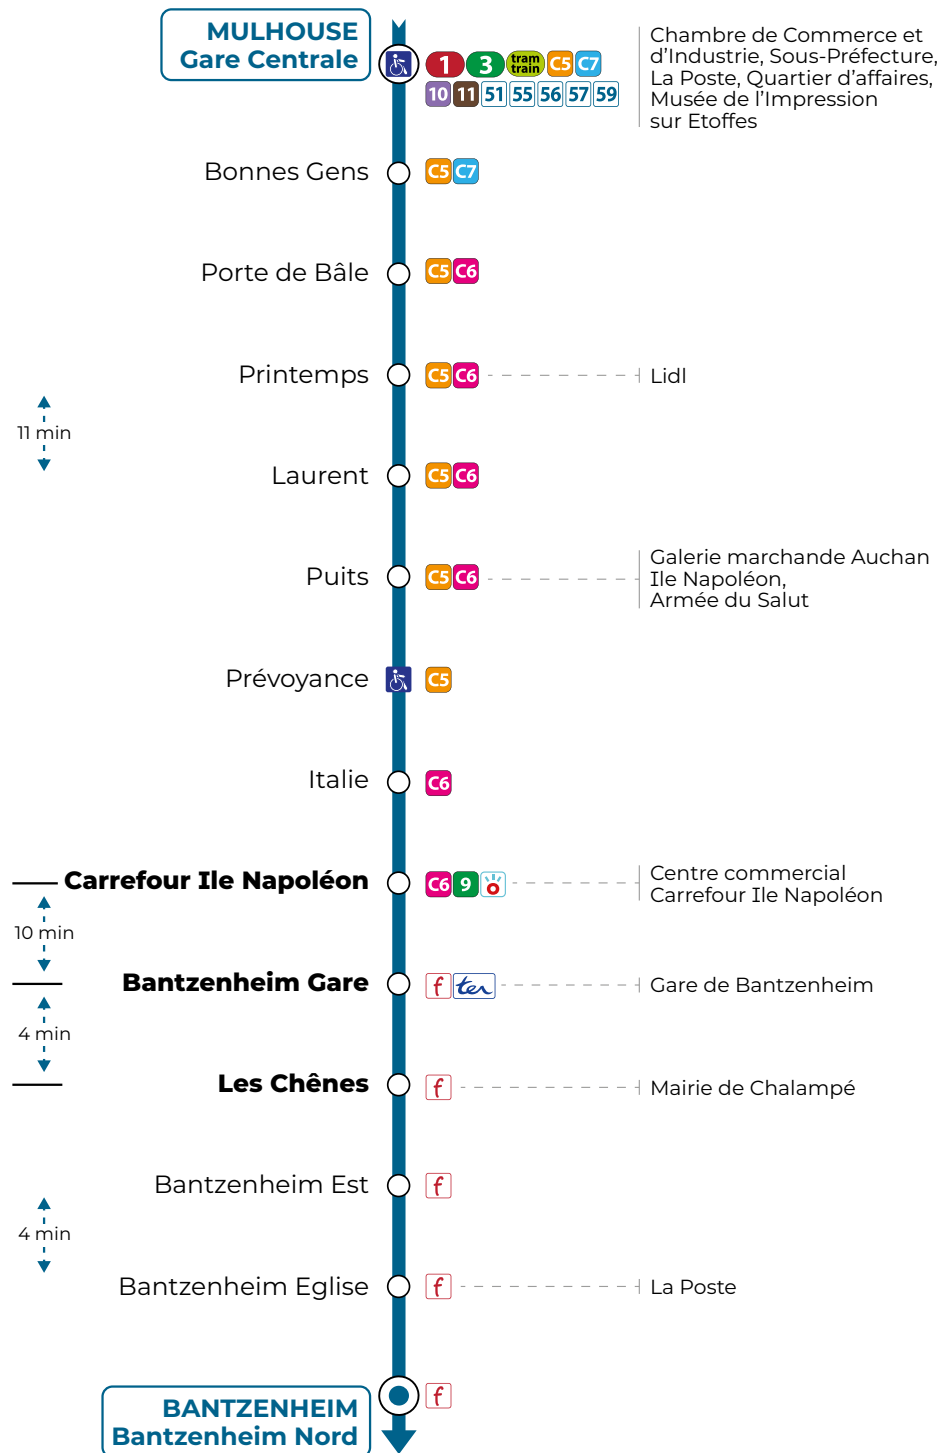 MULHOUSE
Gare Centrale
1 3 tram train C5 C7
10 11 51 55 56 57 59
Chambre de Commerce et
d'Industrie, Sous-Préfecture,
La Poste, Quartier d'affaires,
Musée de l'Impression
sur Etoffes
Bonnes Gens
C5 C7
Porte de Bâle
C5 C6
Printemps
C5 C6
Lidl
11 min
Laurent
C5 C6
Puits
C5 C6
Galerie marchande Auchan
Ile Napoléon,
Armée du Salut
Prévoyance
C5
Italie
C6
Carrefour Ile Napoléon
C6 9
Centre commercial
Carrefour Ile Napoléon
10 min
Bantzenheim Gare
f ter
Gare de Bantzenheim
4 min
Les Chênes
f
Mairie de Chalampé
Bantzenheim Est
f
4 min
Bantzenheim Eglise
f
La Poste
BANTZENHEIM
Bantzenheim Nord
f